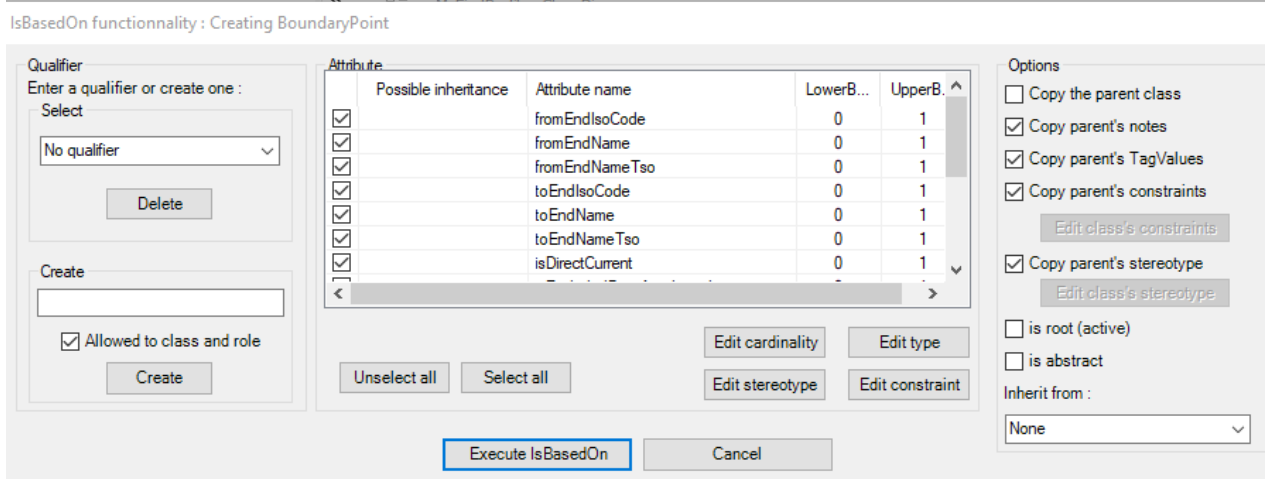 IsBasedOn functionnality : Creating BoundaryPoint
Qualifier
Enter a qualifier or create one :
Select
No qualifier
Delete
Create
Allowed to class and role
Create
Attribute
Possible inheritance Attribute name LowerB... UpperB.
fromEndIsoCode 0 1
fromEndName 0 1
fromEndNameTso 0 1
toEndIsoCode 0 1
toEndName 0 1
toEndNameTso 0 1
isDirectCurrent 0 1
Edit cardinality Edit type
Unselect all Select all
Edit stereotype Edit constraint
Options
Copy the parent class
Copy parent's notes
Copy parent's TagValues
Copy parent's constraints
Edit class's constraints
Copy parent's stereotype
Edit class's stereotype
is root (active)
is abstract
Inherit from :
None
Execute IsBasedOn Cancel